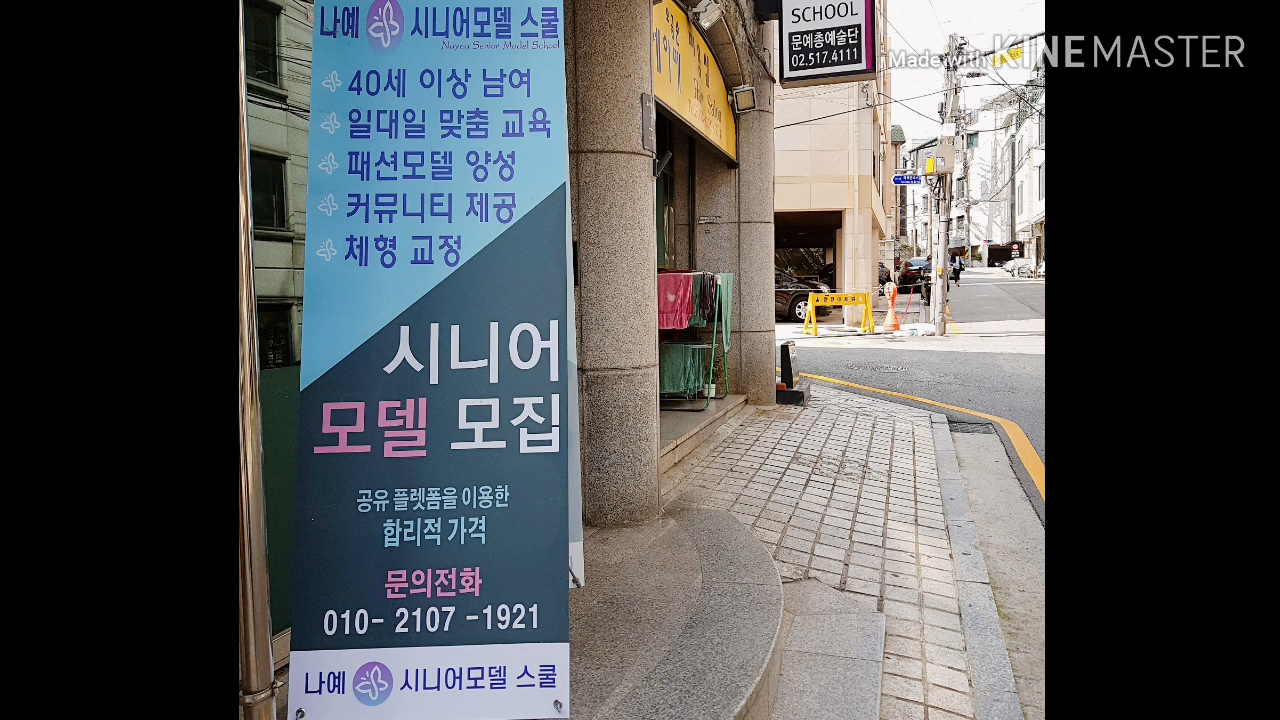 나예 시니어모델 스쿨
Nayeu Senior Model School
40세 이상 남여
일대일 맞춤 교육
패션모델 양성
커뮤니티 제공
체형 교정
시니어
모델 모집
공유 플렛폼을 이용한
합리적 가격
문의전화
010- 2107 -1921
나예 시니어모델 스쿨
SCHOOL
문예총예술단
02.517.4111
Made with KINEMASTER